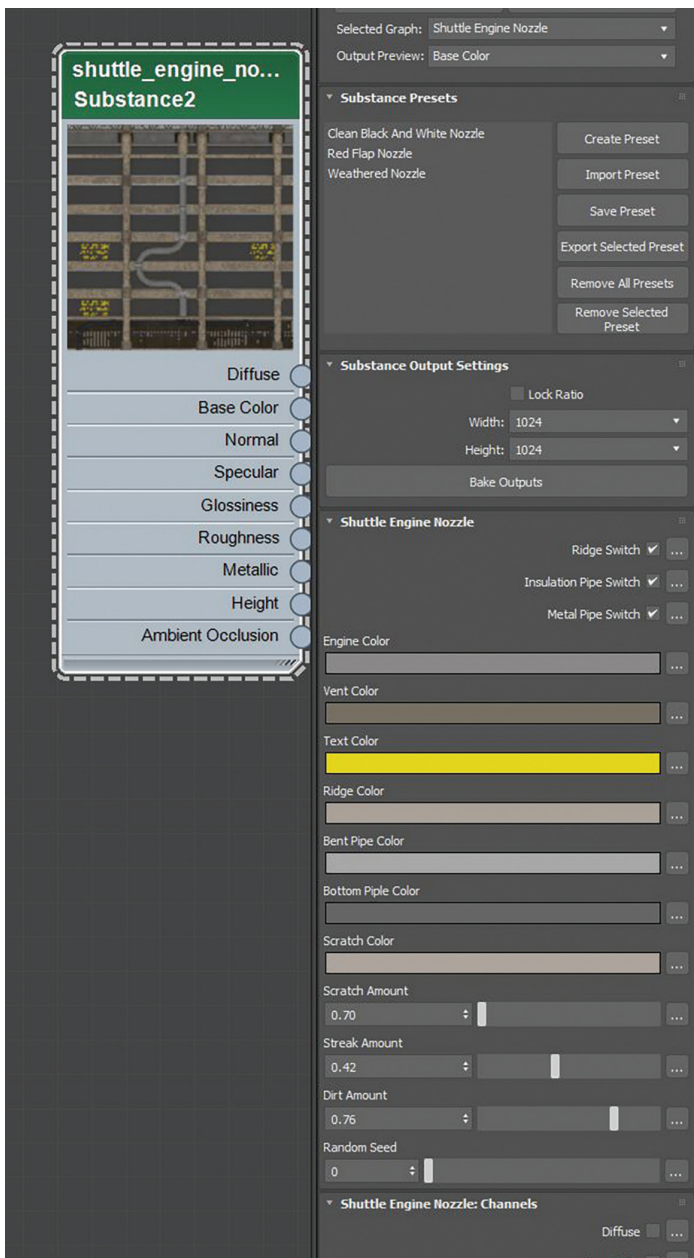 shuttle_engine_no...
Substance2
Diffuse
Base Color
Normal
Specular
Glossiness
Roughness
Metallic
Height
Ambient Occlusion
Selected Graph: Shuttle Engine Nozzle
Output Preview: Base Color
Substance Presets
Clean Black And White Nozzle
Red Flap Nozzle
Weathered Nozzle
Create Preset
Import Preset
Save Preset
Export Selected Preset
Remove All Presets
Remove Selected
Preset
Substance Output Settings
Lock Ratio
Width: 1024
Height: 1024
Bake Outputs
Shuttle Engine Nozzle
Ridge Switch ...
Insulation Pipe Switch ...
Metal Pipe Switch ...
Engine Color
...
Vent Color
...
Text Color
...
Ridge Color
...
Bent Pipe Color
...
Bottom Piple Color
...
Scratch Color
...
Scratch Amount
0.70 ...
Streak Amount
0.42 ...
Dirt Amount
0.76 ...
Random Seed
0 ...
Shuttle Engine Nozzle: Channels
Diffuse ...